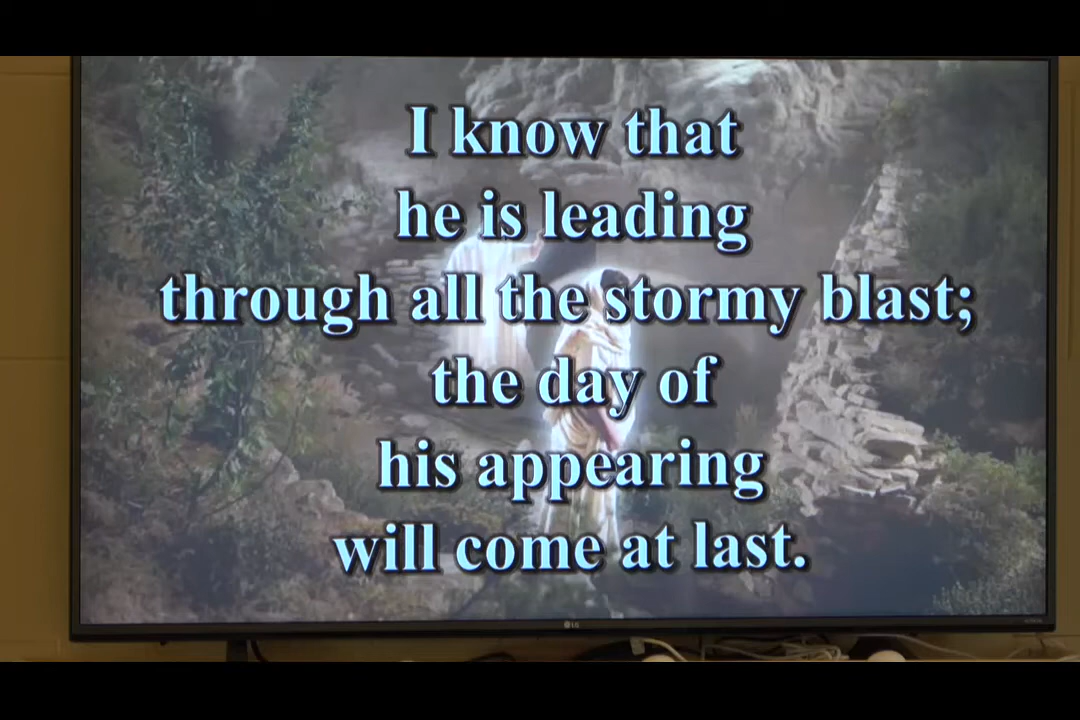 I know that
he is leading
through all the stormy blast;
the day of
his appearing
will come at last.
LG